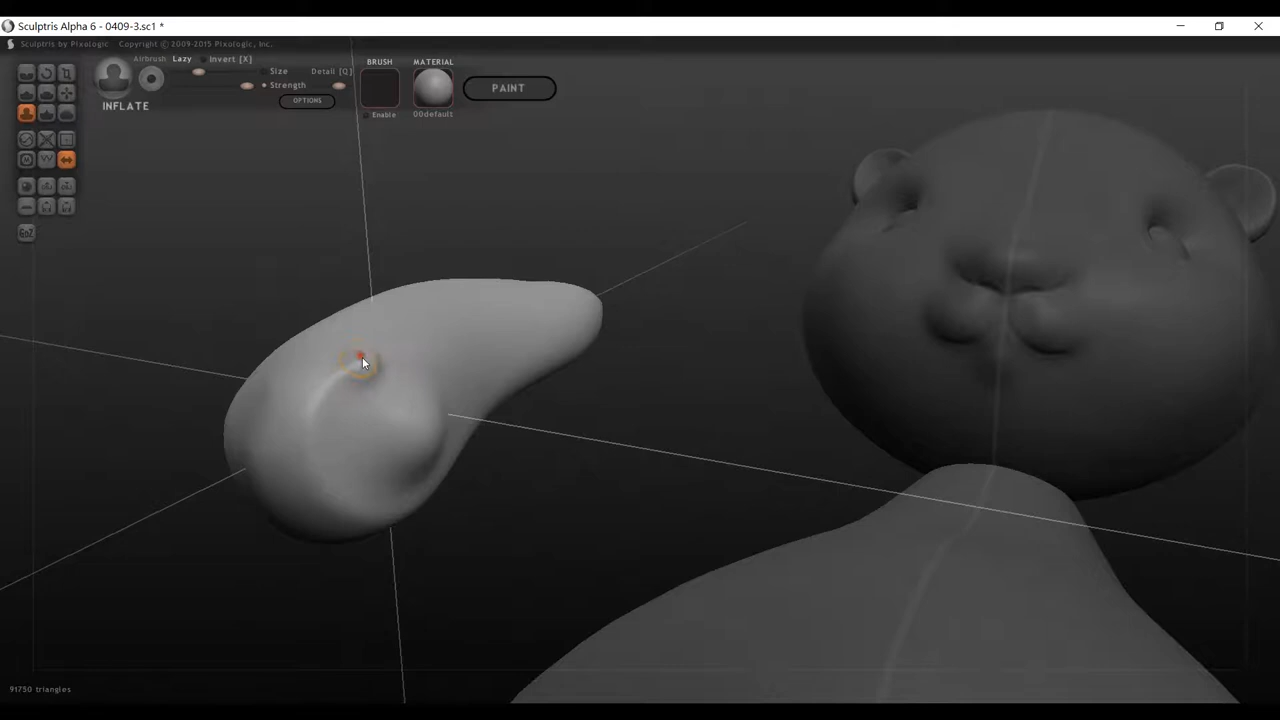 Sculptris Alpha 6 - 0409-3.sc1 *
Sculptris by Pixologic Copyright © 2009-2015 Pixologic, Inc.
Airbrush Lazy Invert [X]
Size Detail [Q]
Strength
OPTIONS
INFLATE
BRUSH
Enable
MATERIAL
00default
PAINT
GoZ
91750 triangles